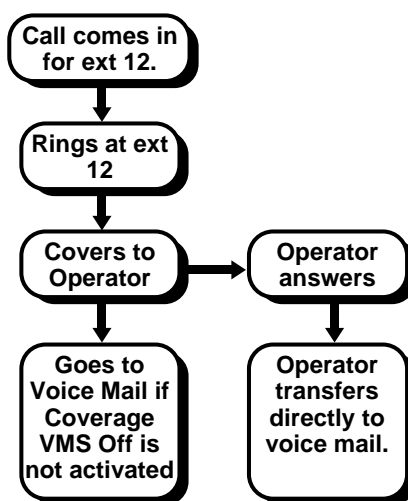 Call comes in
for ext 12.
Rings at ext
12
Covers to
Operator
Operator
answers
Goes to
Voice Mail if
Coverage
VMS Off is
not activated
Operator
transfers
directly to
voice mail.